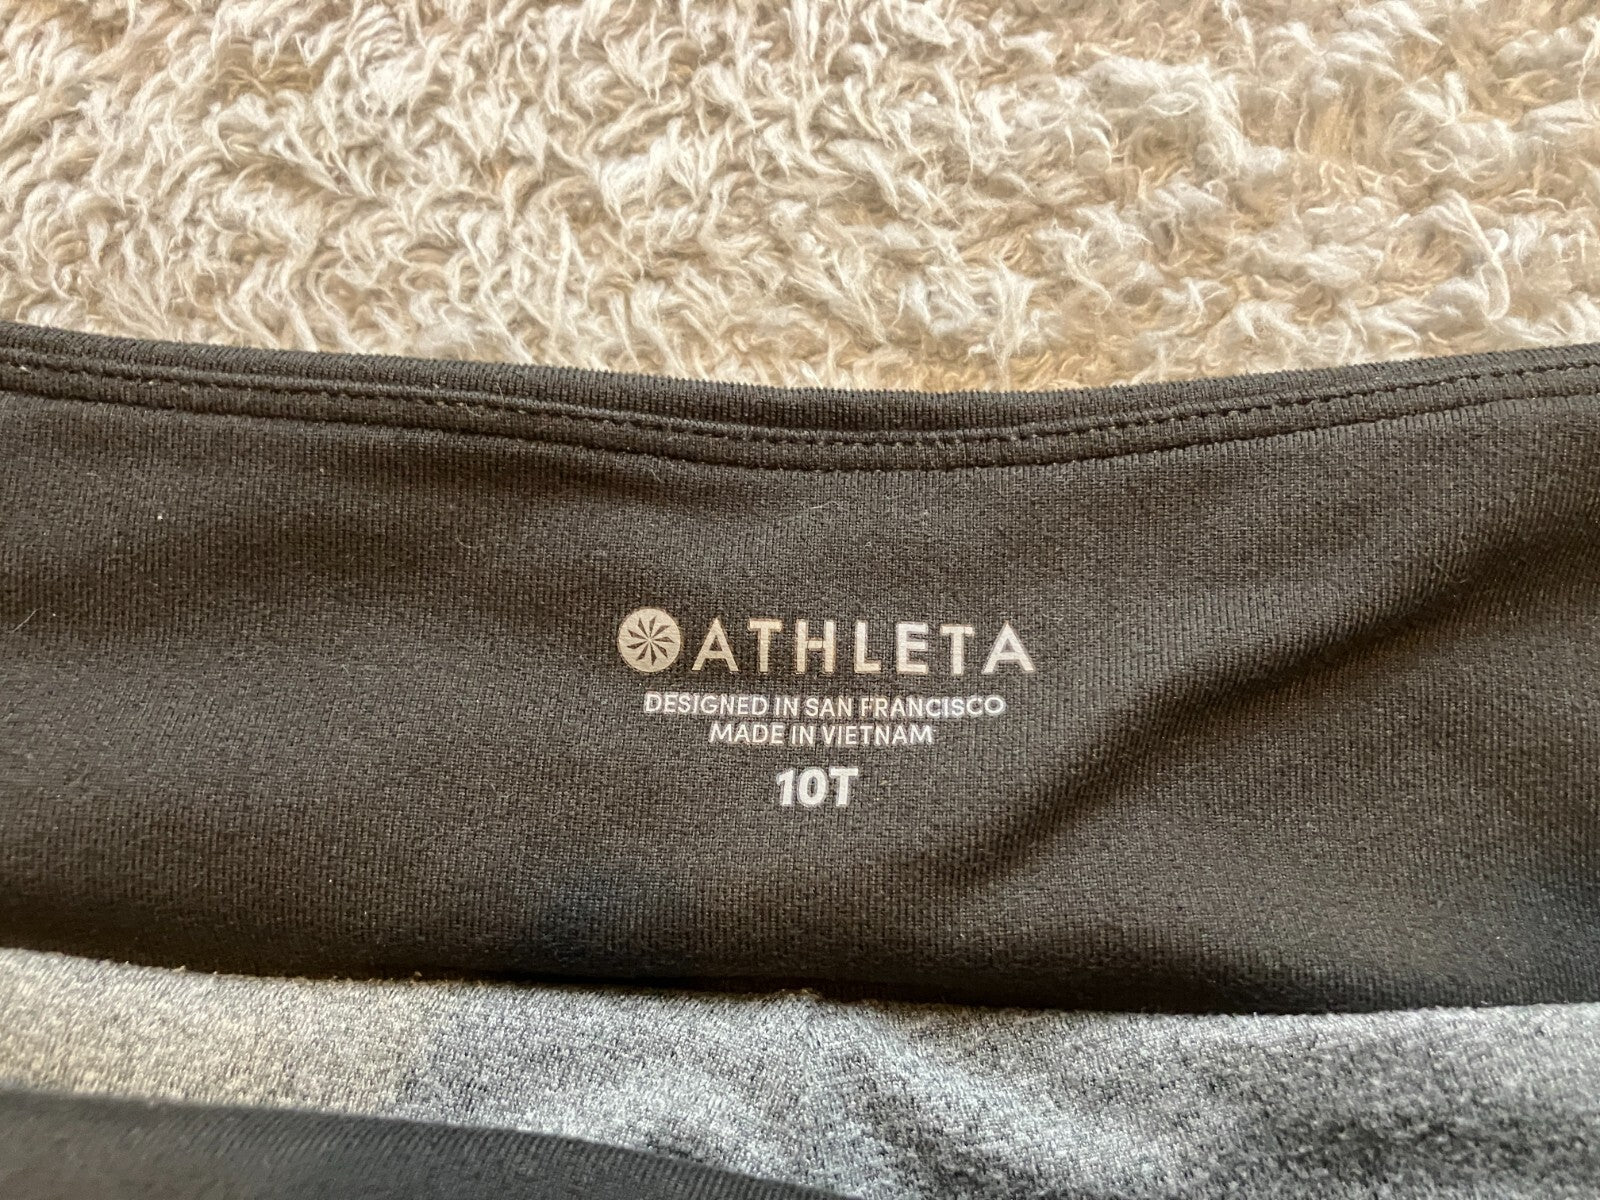 ATHLETA
DESIGNED IN SAN FRANCISCO
MADE IN VIETNAM
10T